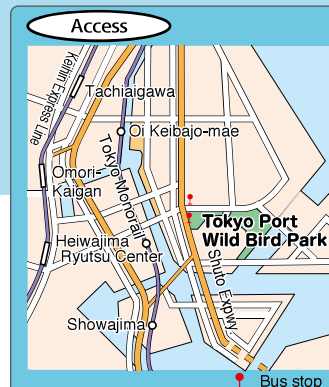 Access
Keihin Express Line
Tachiaigawa
Oi Keibajo-mae
Tokyo Monorail
Omori-
Kaigan
Tokyo Port
Wild Bird Park
Heiwajima
Ryutsu Center
Shuto Expwy.
Showajima
Bus stop